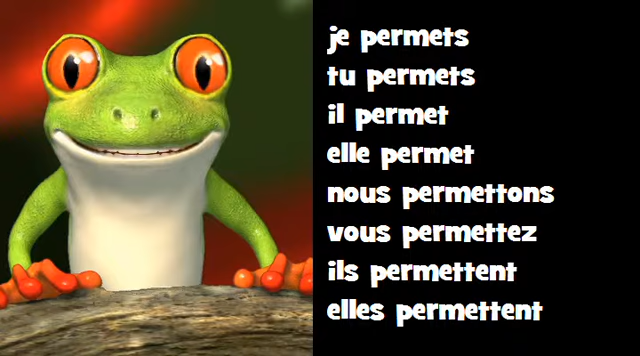 je permets
tu permets
il permet
elle permet
nous permettons
vous permettez
ils permettent
elles permettent